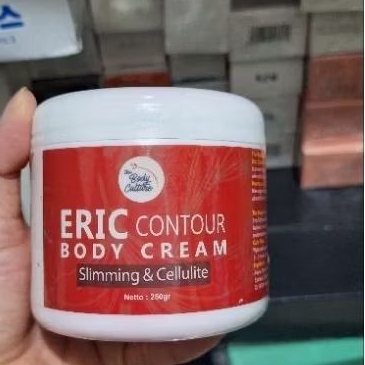 The
Body
Culture
ERIC CONTOUR
BODY CREAM
Slimming & Cellulite
Netto : 250gr